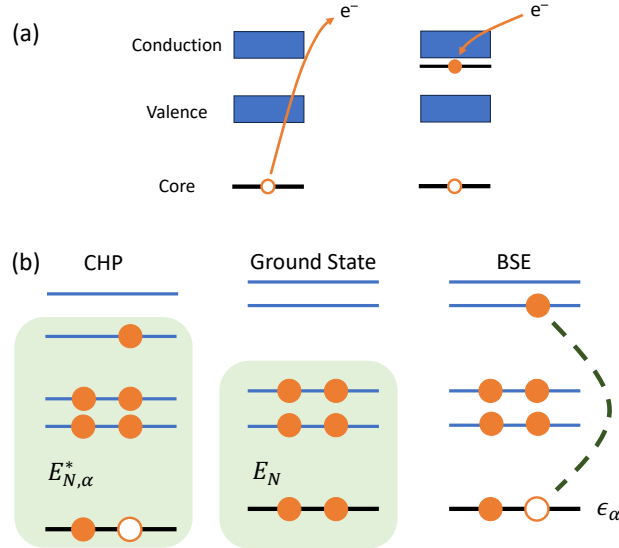 (a)
e⁻ e⁻
Conduction
Valence
Core
(b)
CHP Ground State BSE
E*N,α EN
ϵα